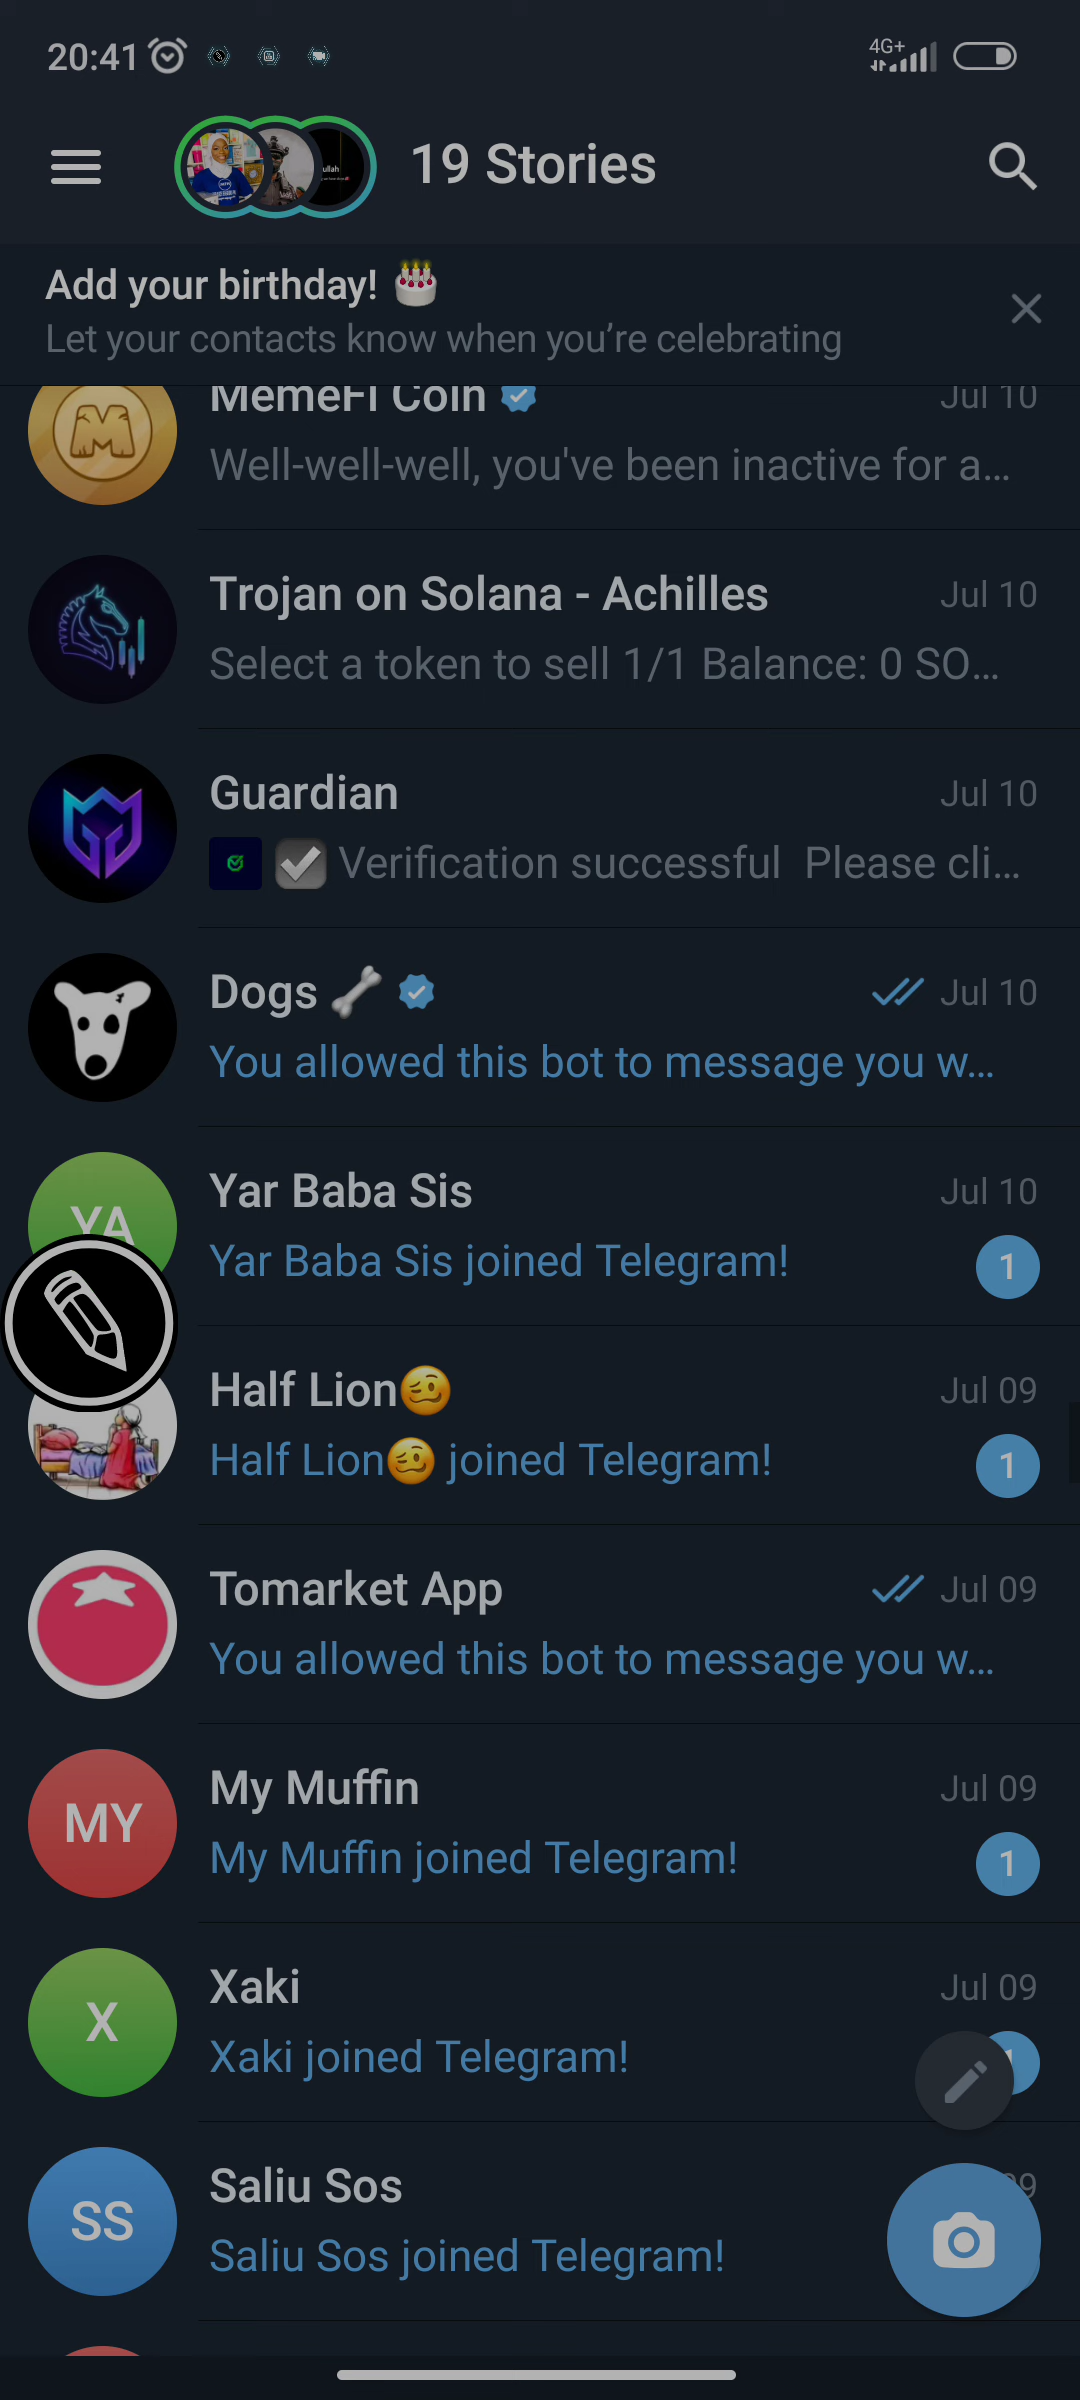 20:41
4G+
ullah
19 Stories
Add your birthday! 🎂
Let your contacts know when you’re celebrating
MemeFi Coin
Jul 10
M
Well-well-well, you've been inactive for a...
Trojan on Solana - Achilles
Jul 10
Select a token to sell 1/1 Balance: 0 SO...
Guardian
Jul 10
✅ Verification successful Please cli...
Dogs 🦴
Jul 10
You allowed this bot to message you w...
YA
Yar Baba Sis
Jul 10
Yar Baba Sis joined Telegram!
1
Half Lion🥴
Jul 09
Half Lion🥴 joined Telegram!
1
Tomarket App
Jul 09
You allowed this bot to message you w...
MY
My Muffin
Jul 09
My Muffin joined Telegram!
1
X
Xaki
Jul 09
Xaki joined Telegram!
1
SS
Saliu Sos
9
Saliu Sos joined Telegram!